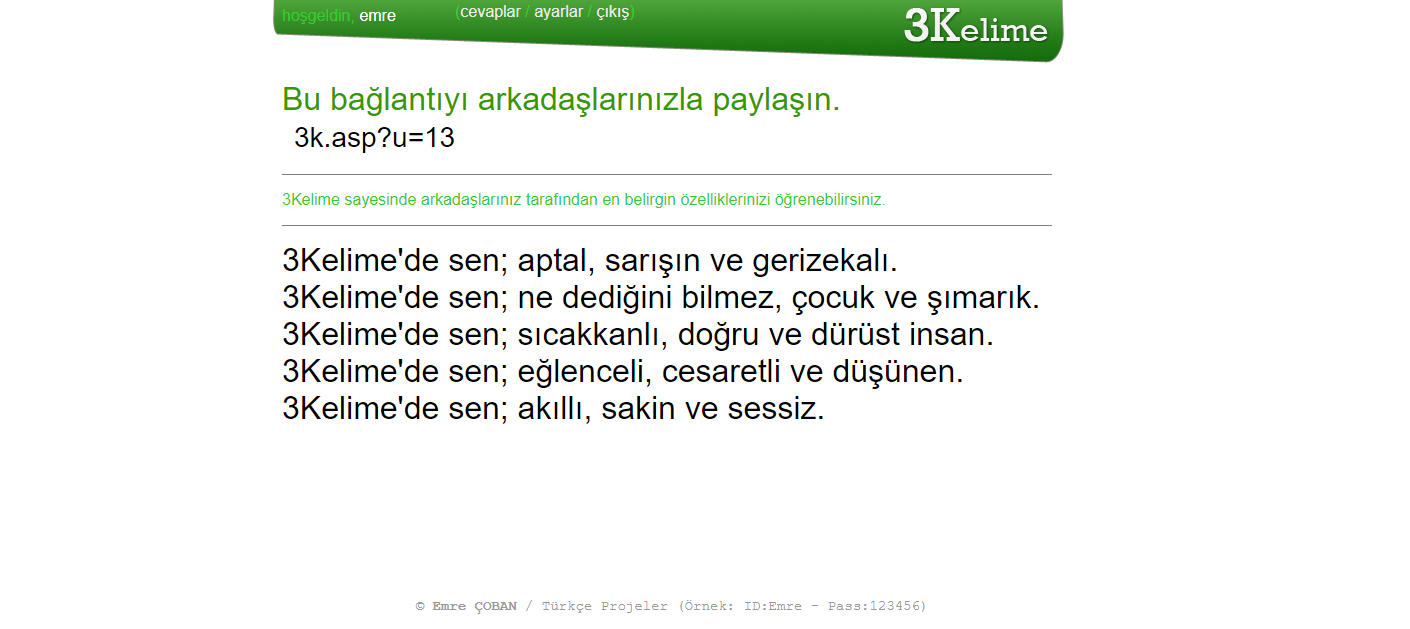 hoşgeldin, emre (cevaplar / ayarlar / çıkış)
3Kelime
Bu bağlantıyı arkadaşlarınızla paylaşın.
3k.asp?u=13
3Kelime sayesinde arkadaşlarınız tarafından en belirgin özelliklerinizi öğrenebilirsiniz.
3Kelime'de sen; aptal, sarışın ve gerizekalı.
3Kelime'de sen; ne dediğini bilmez, çocuk ve şımarık.
3Kelime'de sen; sıcakkanlı, doğru ve dürüst insan.
3Kelime'de sen; eğlenceli, cesaretli ve düşünen.
3Kelime'de sen; akıllı, sakin ve sessiz.
© Emre ÇOBAN / Türkçe Projeler (Örnek: ID:Emre - Pass:123456)